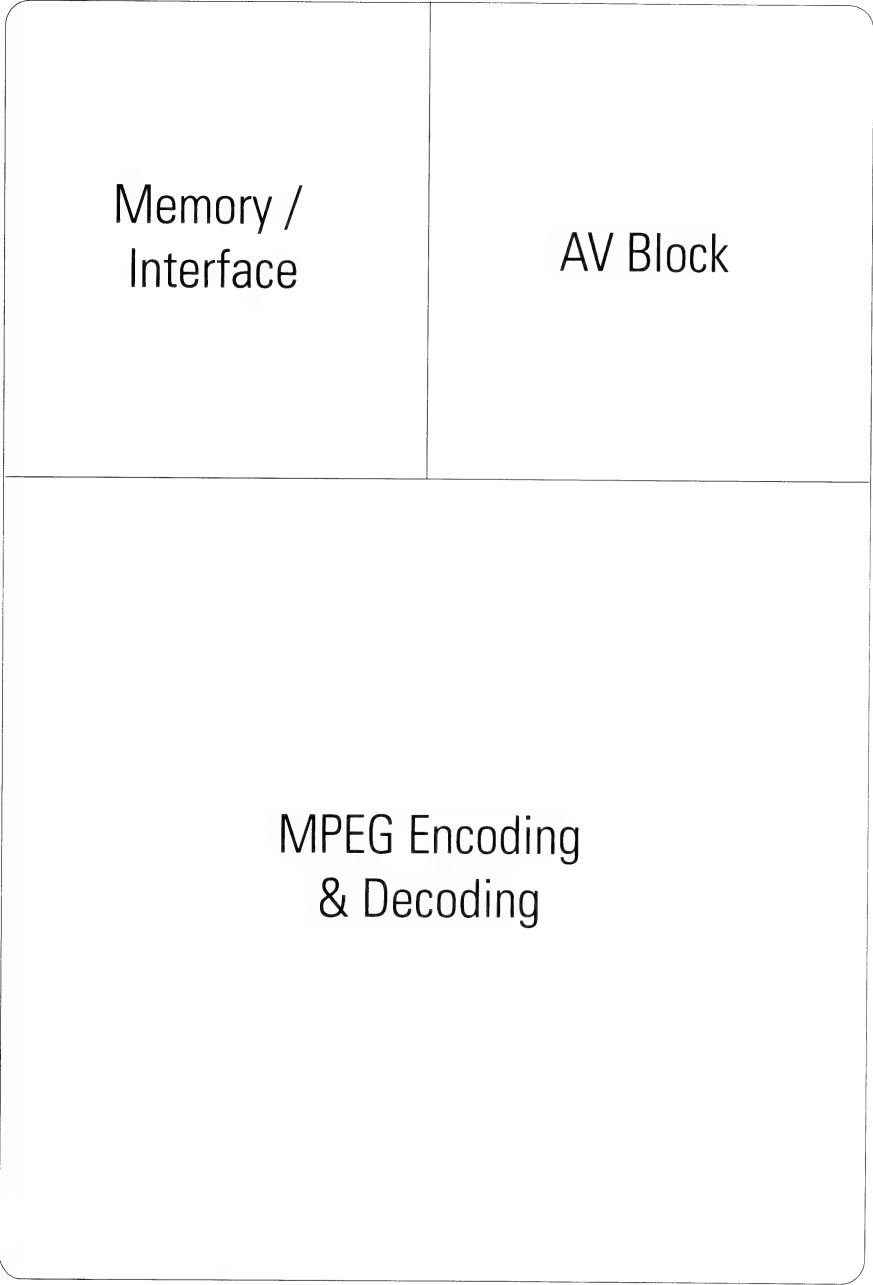 Memory /
Interface
AV Block
MPEG Encoding
& Decoding